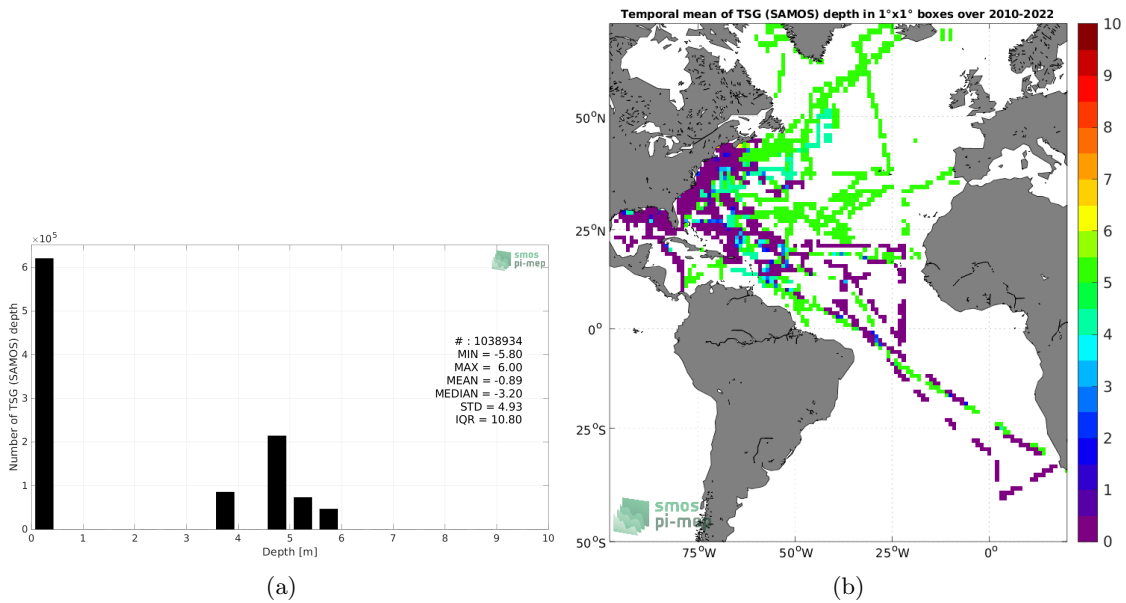 Temporal mean of TSG (SAMOS) depth in 1°x1° boxes over 2010-2022
×10⁵
6
5
4
3
2
1
0
Number of TSG (SAMOS) depth
0 1 2 3 4 5 6 7 8 9 10
Depth [m]
smos
pi-mep
# : 1038934
MIN = -5.80
MAX = 6.00
MEAN = -0.89
MEDIAN = -3.20
STD = 4.93
IQR = 10.80
(a)
50°N
25°N
0°
25°S
50°S
75°W 50°W 25°W 0°
smos
pi-mep
10
9
8
7
6
5
4
3
2
1
0
(b)